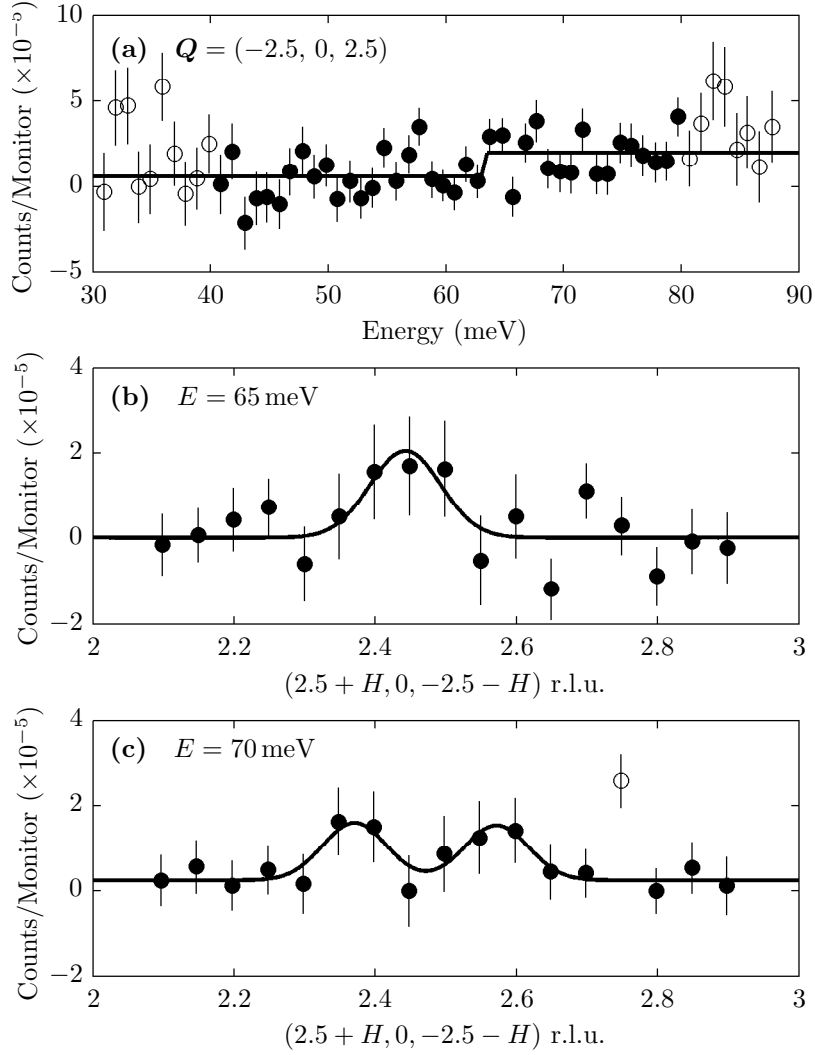 (a) Q = (−2.5, 0, 2.5)
Counts/Monitor (×10⁻⁵)
10
5
0
−5
30 40 50 60 70 80 90
Energy (meV)
(b) E = 65 meV
Counts/Monitor (×10⁻⁵)
4
2
0
−2
2 2.2 2.4 2.6 2.8 3
(2.5 + H, 0, −2.5 − H) r.l.u.
(c) E = 70 meV
Counts/Monitor (×10⁻⁵)
4
2
0
−2
2 2.2 2.4 2.6 2.8 3
(2.5 + H, 0, −2.5 − H) r.l.u.